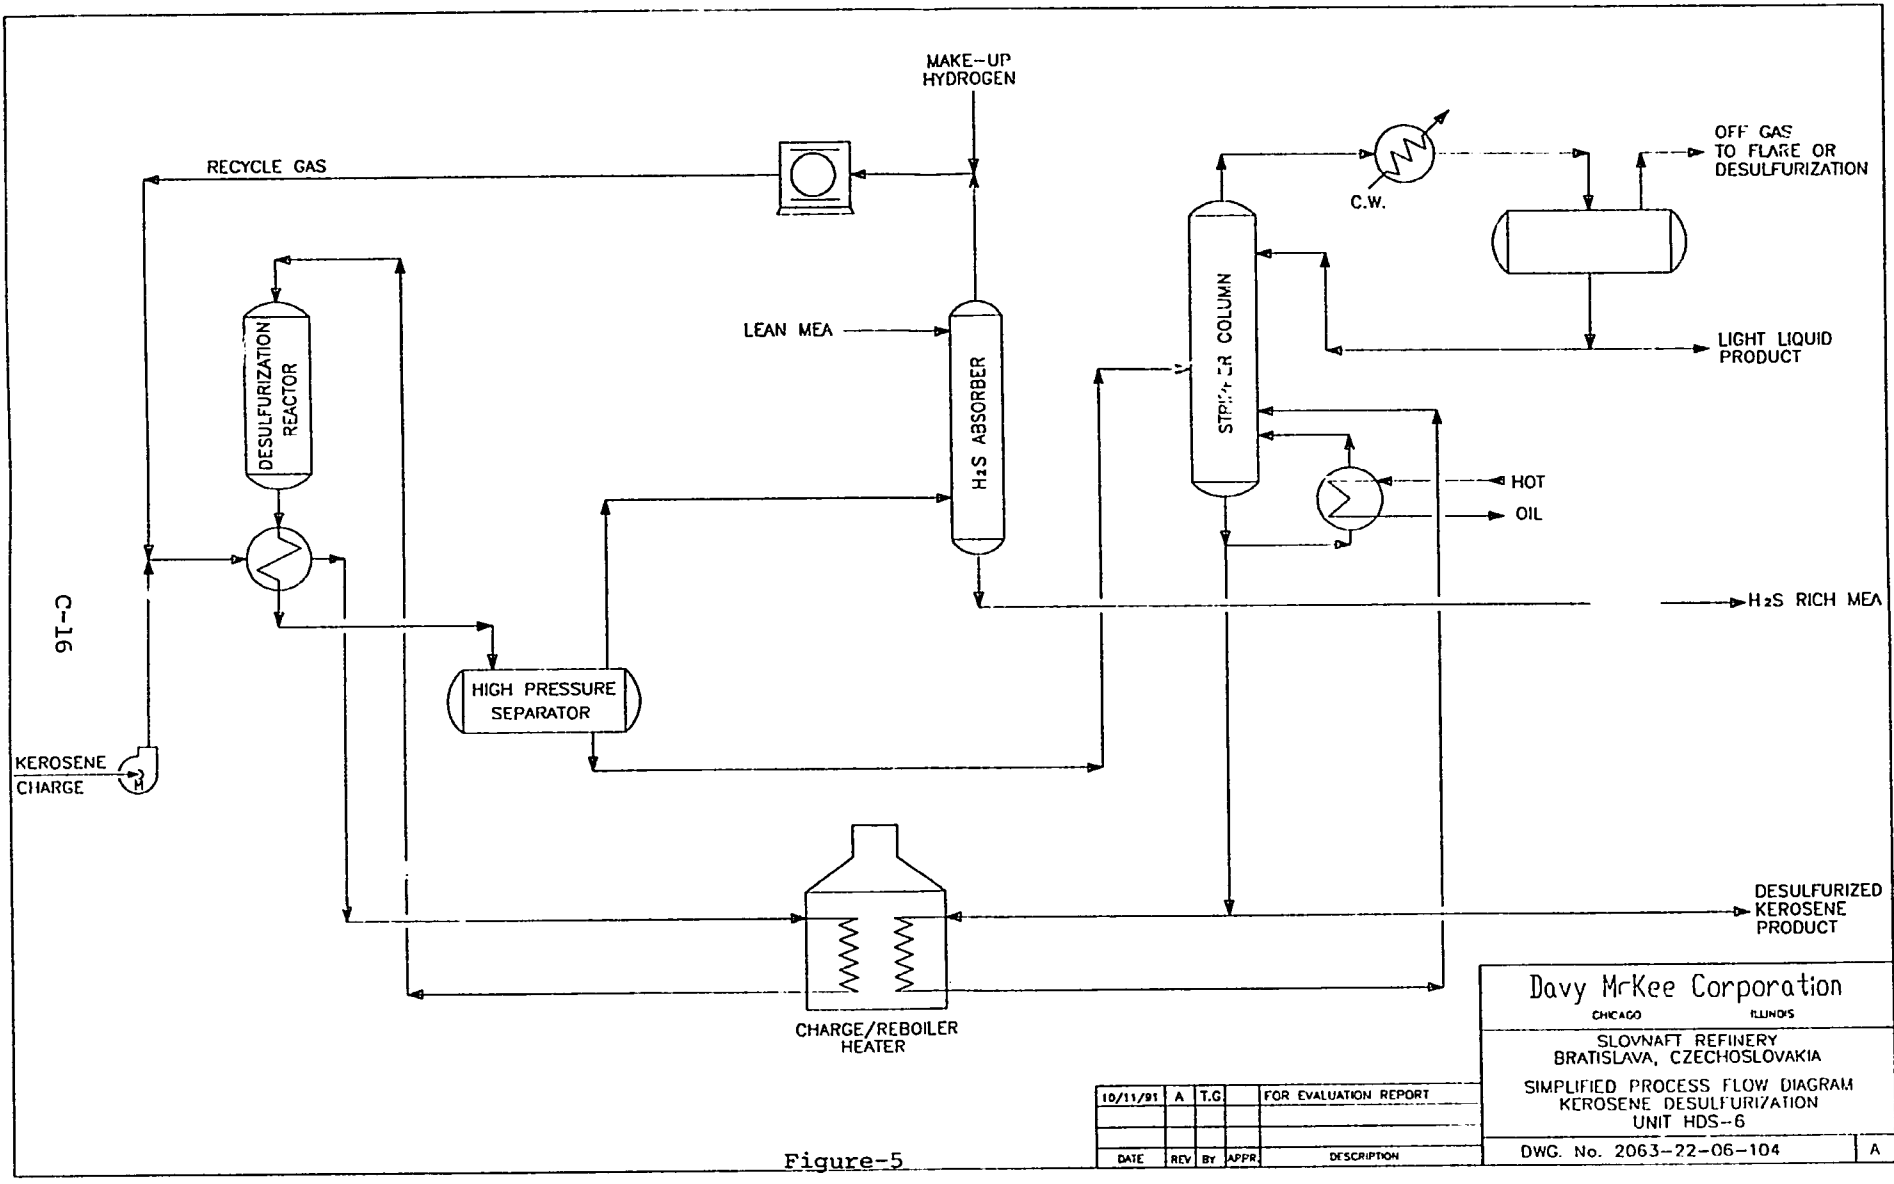 MAKE-UP
HYDROGEN
RECYCLE GAS
C.W.
OFF GAS
TO FLARE OR
DESULFURIZATION
LEAN MEA
DESULFURIZATION
REACTOR
H₂S ABSORBER
STRIPPER COLUMN
LIGHT LIQUID
PRODUCT
HOT
OIL
H₂S RICH MEA
C-16
HIGH PRESSURE
SEPARATOR
KEROSENE
CHARGE
M
CHARGE/REBOILER
HEATER
DESULFURIZED
KEROSENE
PRODUCT
Davy McKee Corporation
CHICAGO ILLINOIS
SLOVNAFT REFINERY
BRATISLAVA, CZECHOSLOVAKIA
SIMPLIFIED PROCESS FLOW DIAGRAM
KEROSENE DESULFURIZATION
UNIT HDS-6
DWG. No. 2063-22-06-104 A
10/11/91 A T.G. FOR EVALUATION REPORT
DATE REV BY APPR. DESCRIPTION
Figure-5